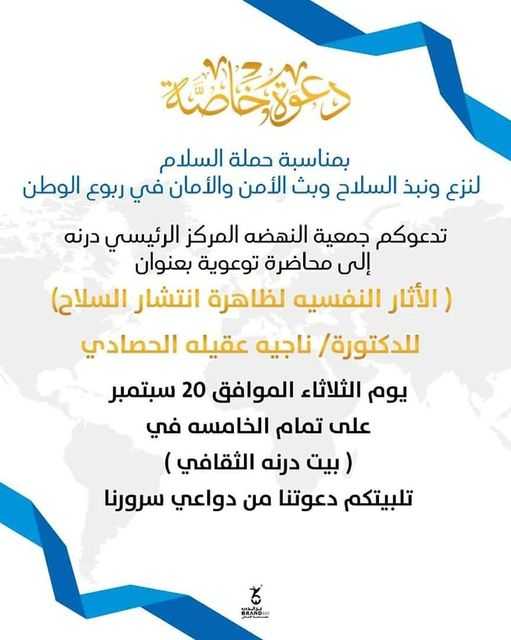 دعوة خاصة
بمناسبة حملة السلام
لنزع ونبذ السلاح وبث الأمن والأمان في ربوع الوطن
تدعوكم جمعية النهضه المركز الرئيسي درنه
إلى محاضرة توعوية بعنوان
( الأثار النفسيه لظاهرة انتشار السلاح)
للدكتورة/ ناجيه عقيله الحصادي
يوم الثلاثاء الموافق 20 سبتمبر
على تمام الخامسه في
( بيت درنه الثقافي )
تلبيتكم دعوتنا من دواعي سرورنا
BRAND